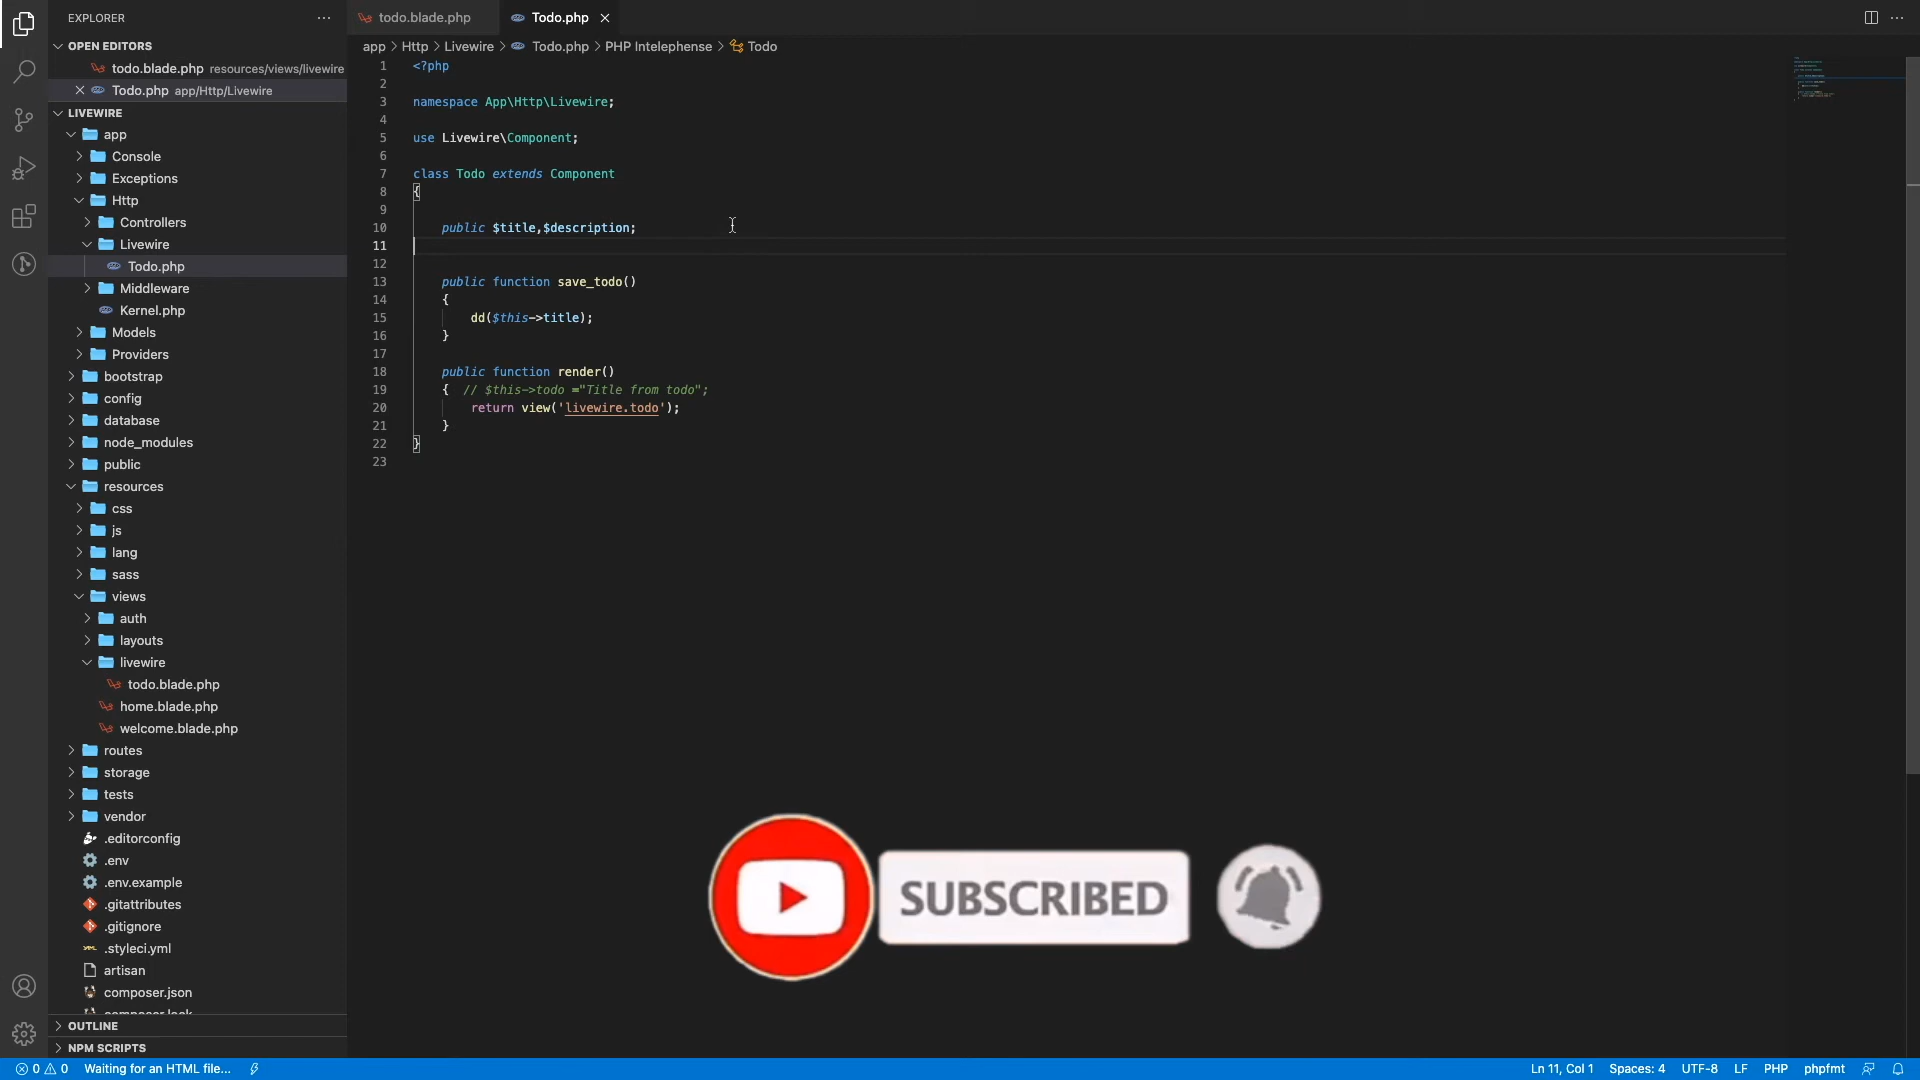 EXPLORER
OPEN EDITORS
todo.blade.php resources/views/livewire
Todo.php app/Http/Livewire
LIVEWIRE
app
Console
Exceptions
Http
Controllers
Livewire
Todo.php
Middleware
Kernel.php
Models
Providers
bootstrap
config
database
node_modules
public
resources
css
js
lang
sass
views
auth
layouts
livewire
todo.blade.php
home.blade.php
welcome.blade.php
routes
storage
tests
vendor
.editorconfig
.env
.env.example
.gitattributes
.gitignore
.styleci.yml
artisan
composer.json
composer.lock
OUTLINE
NPM SCRIPTS
todo.blade.php Todo.php
app > Http > Livewire > Todo.php > PHP Intelephense > Todo
1 <?php
2
3 namespace App\Http\Livewire;
4
5 use Livewire\Component;
6
7 class Todo extends Component
8 {
9
10 public $title,$description;
11
12
13 public function save_todo()
14 {
15 dd($this->title);
16 }
17
18 public function render()
19 { // $this->todo ="Title from todo";
20 return view('livewire.todo');
21 }
22 }
23
SUBSCRIBED
0 0 Waiting for an HTML file... Ln 11, Col 1 Spaces: 4 UTF-8 LF PHP phpfmt